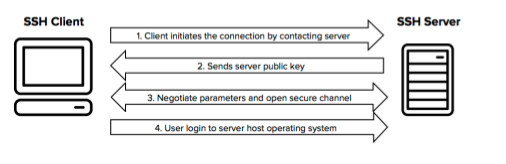 SSH Client
SSH Server
1. Client initiates the connection by contacting server
2. Sends server public key
3. Negotiate parameters and open secure channel
4. User login to server host operating system